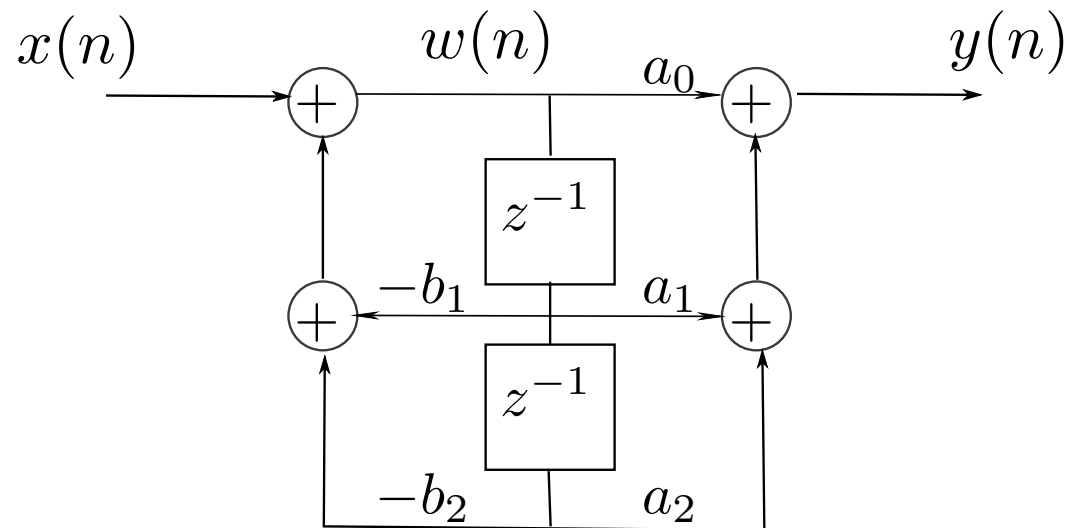 x(n) w(n) y(n)
a₀
+ +
z⁻¹
−b₁ a₁
+ +
z⁻¹
−b₂ a₂